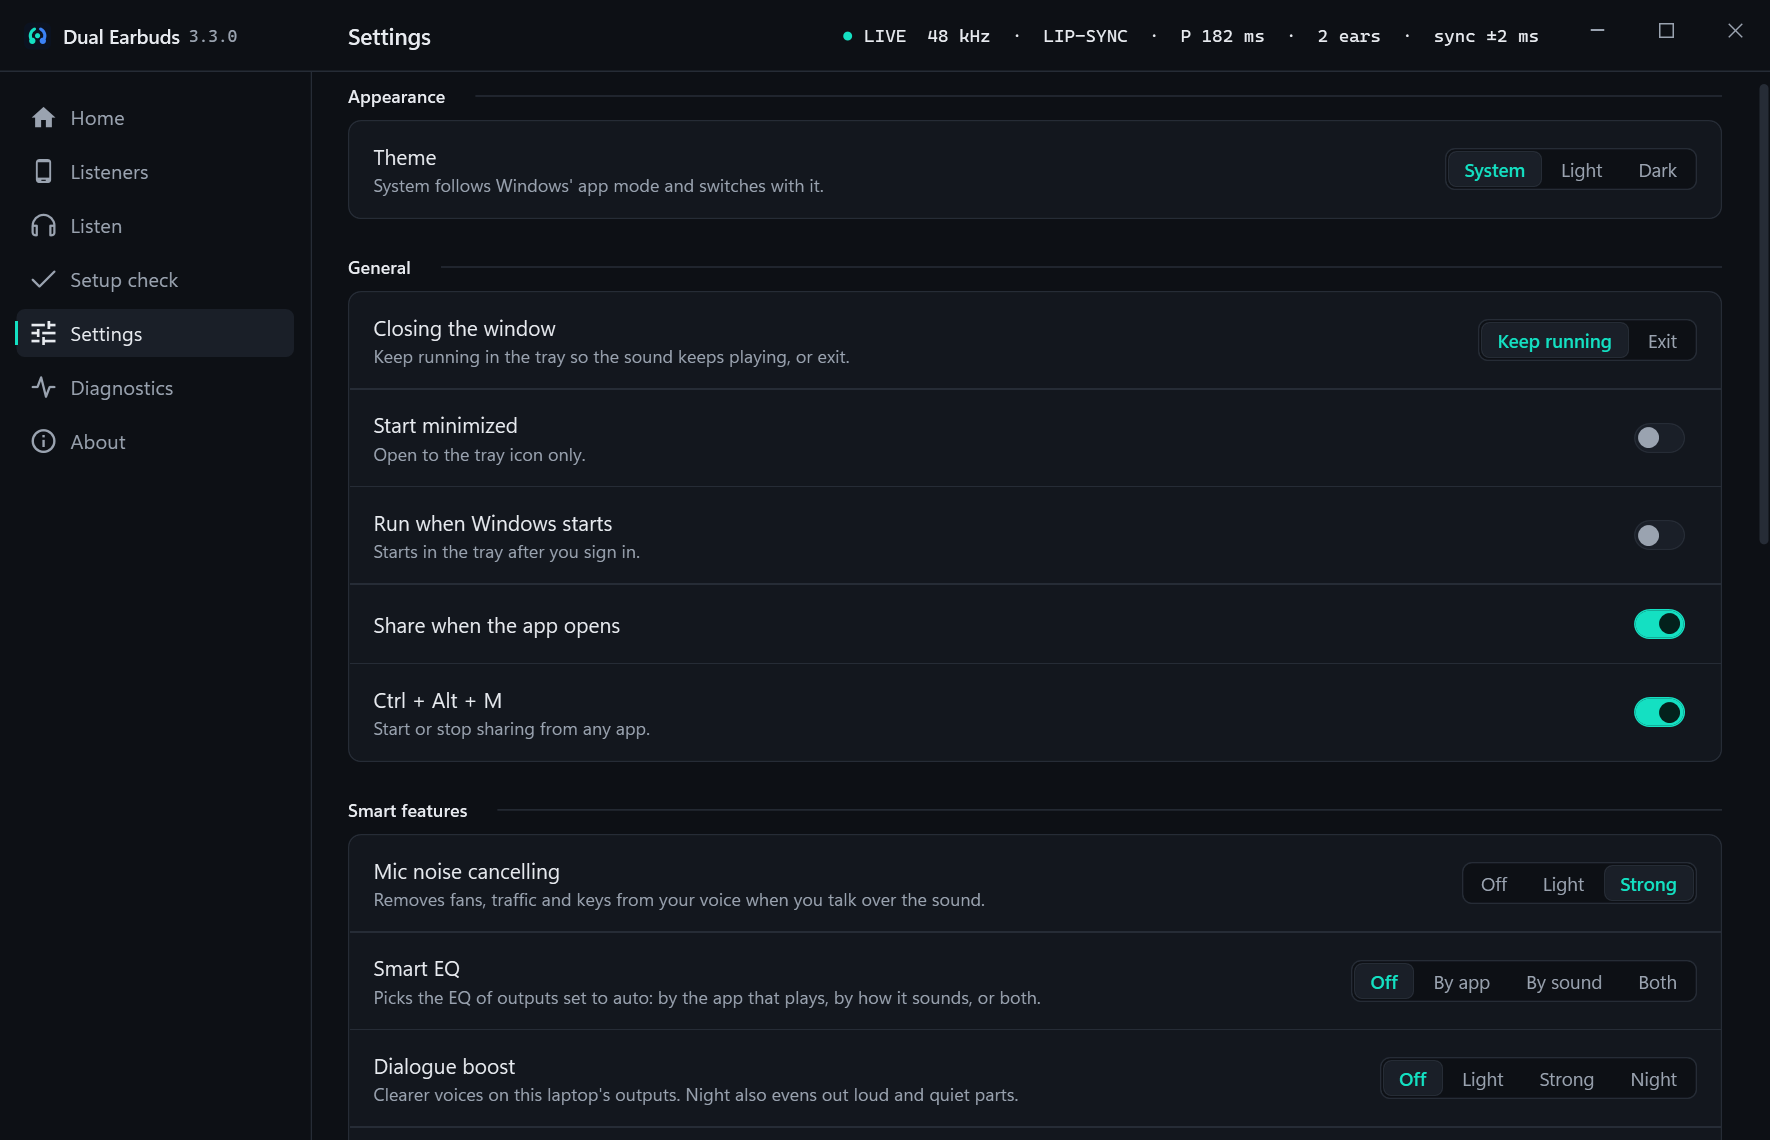 Dual Earbuds 3.3.0
Settings
LIVE 48 kHz · LIP-SYNC · P 182 ms · 2 ears · sync ±2 ms
Home
Listeners
Listen
Setup check
Settings
Diagnostics
About
Appearance
Theme
System follows Windows' app mode and switches with it.
System Light Dark
General
Closing the window
Keep running in the tray so the sound keeps playing, or exit.
Keep running Exit
Start minimized
Open to the tray icon only.
Run when Windows starts
Starts in the tray after you sign in.
Share when the app opens
Ctrl + Alt + M
Start or stop sharing from any app.
Smart features
Mic noise cancelling
Removes fans, traffic and keys from your voice when you talk over the sound.
Off Light Strong
Smart EQ
Picks the EQ of outputs set to auto: by the app that plays, by how it sounds, or both.
Off By app By sound Both
Dialogue boost
Clearer voices on this laptop's outputs. Night also evens out loud and quiet parts.
Off Light Strong Night